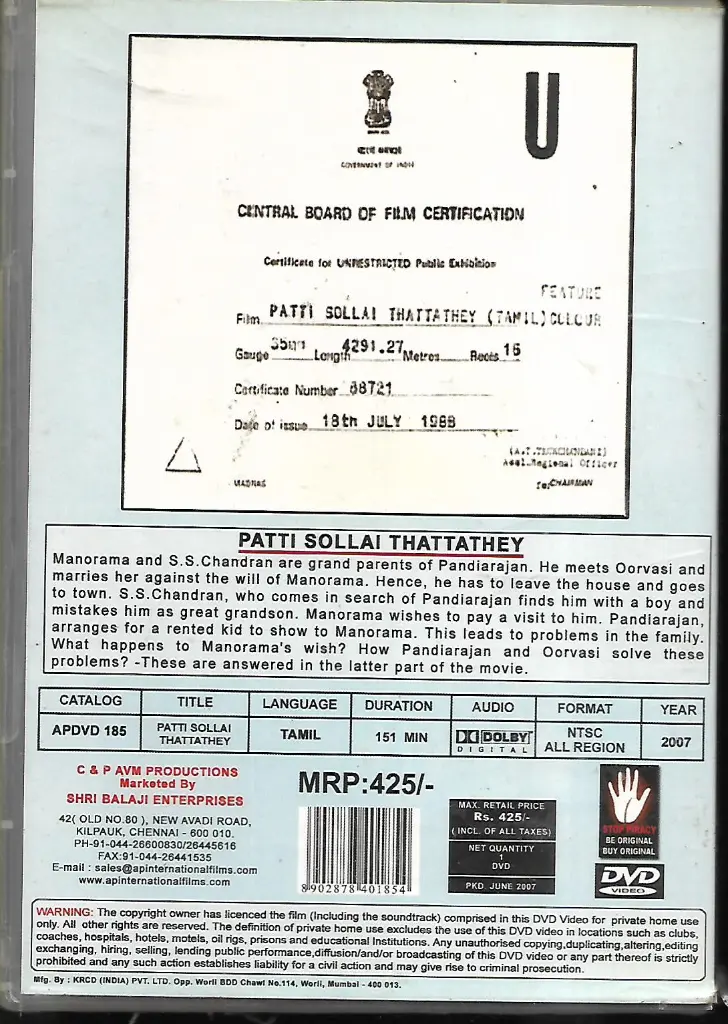 U
GOVERNMENT OF INDIA
CENTRAL BOARD OF FILM CERTIFICATION
Certificate for UNRESTRICTED Public Exhibition
FEATURE
Film PATTI SOLLAI THATTATHEY (TAMIL) COLOUR
Gauge 35mm Length 4291.27 Metres Reels 16
Certificate Number 88721
Date of issue 18th JULY 1988
Regional Officer
MADRAS for CHAIRMAN
PATTI SOLLAI THATTATHEY
Manorama and S.S.Chandran are grand parents of Pandiarajan. He meets Oorvasi and
marries her against the will of Manorama. Hence, he has to leave the house and goes
to town. S.S.Chandran, who comes in search of Pandiarajan finds him with a boy and
mistakes him as great grandson. Manorama wishes to pay a visit to him. Pandiarajan,
arranges for a rented kid to show to Manorama. This leads to problems in the family.
What happens to Manorama's wish? How Pandiarajan and Oorvasi solve these
problems? -These are answered in the latter part of the movie.
CATALOG TITLE LANGUAGE DURATION AUDIO FORMAT YEAR
APDVD 185 PATTI SOLLAI THATTATHEY TAMIL 151 MIN DOLBY DIGITAL NTSC ALL REGION 2007
C & P AVM PRODUCTIONS
Marketed By
SHRI BALAJI ENTERPRISES
42( OLD NO.80 ), NEW AVADI ROAD,
KILPAUK, CHENNAI - 600 010.
PH-91-044-26600830/26445616
FAX:91-044-26441535
E-mail : sales@apinternationalfilms.com
www.apinternationalfilms.com
MRP:425/-
8902878401854
MAX. RETAIL PRICE
Rs. 425/-
( INCL. OF ALL TAXES)
NET QUANTITY
1
DVD
PKD. JUNE 2007
STOP PIRACY
BE ORIGINAL
BUY ORIGINAL
DVD
VIDEO
WARNING: The copyright owner has licenced the film (Including the soundtrack) comprised in this DVD Video for private home use
only. All other rights are reserved. The definition of private home use excludes the use of this DVD video in locations such as clubs,
coaches, hospitals, hotels, motels, oil rigs, prisons and educational Institutions. Any unauthorised copying,duplicating,altering,editing
exchanging, hiring, selling, lending public performance,diffusion/and/or broadcasting of this DVD video or any part thereof is strictly
prohibited and any such action establishes liability for a civil action and may give rise to criminal prosecution.
Mfg. By : KRCD (INDIA) PVT. LTD. Opp. Worli BDD Chawl No.114, Worli, Mumbai - 400 013.